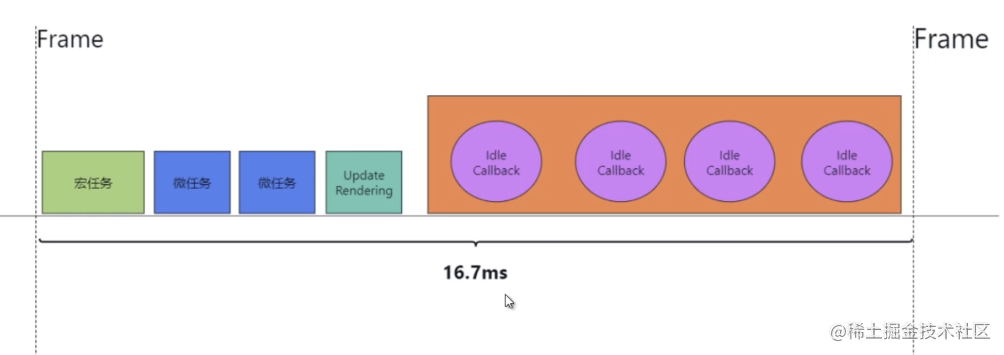 Frame
Frame
宏任务
微任务
微任务
Update
Rendering
Idle
Callback
Idle
Callback
Idle
Callback
Idle
Callback
16.7ms
@稀土掘金技术社区